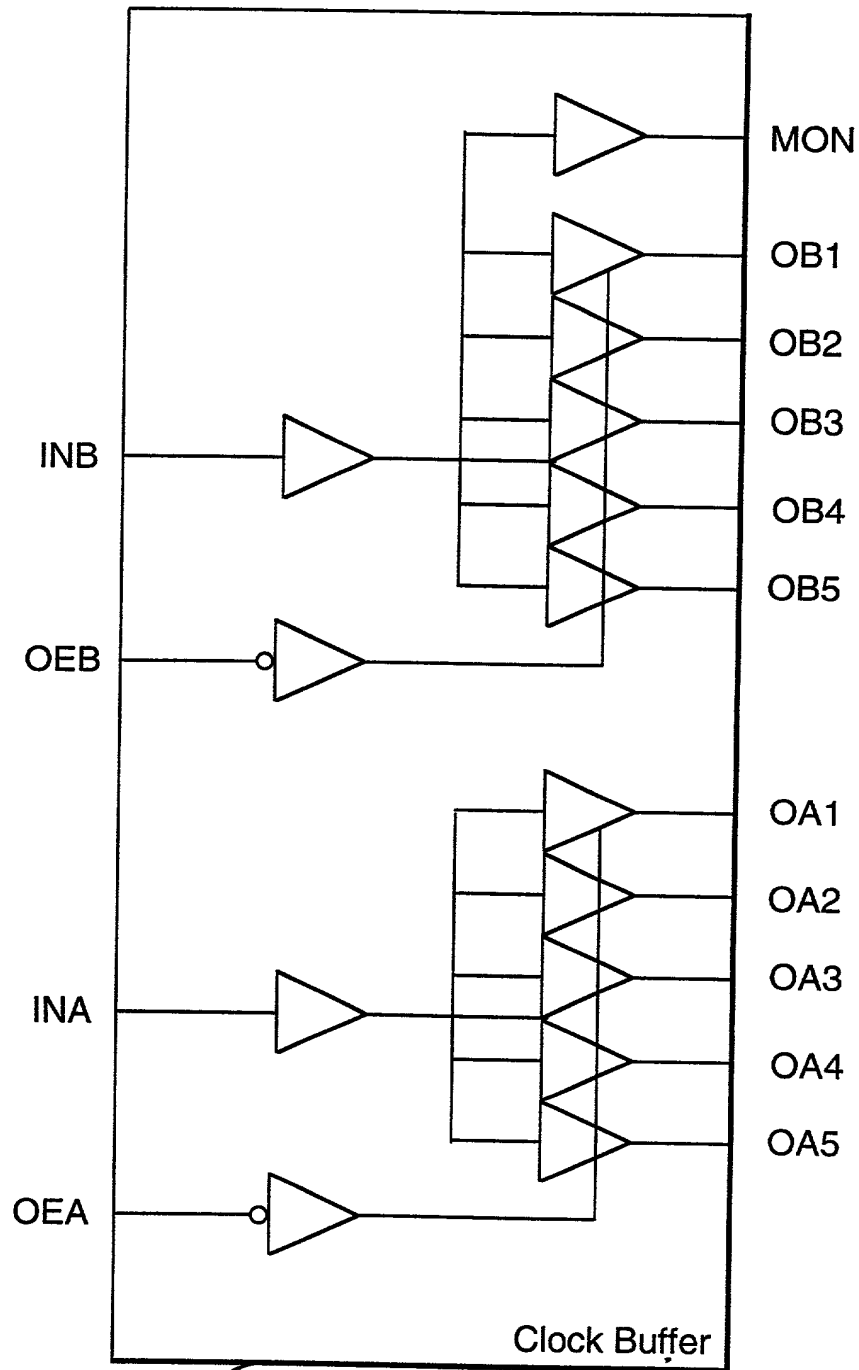 MON
OB1
OB2
OB3
INB
OB4
OB5
OEB
OA1
OA2
OA3
INA
OA4
OA5
OEA
Clock Buffer